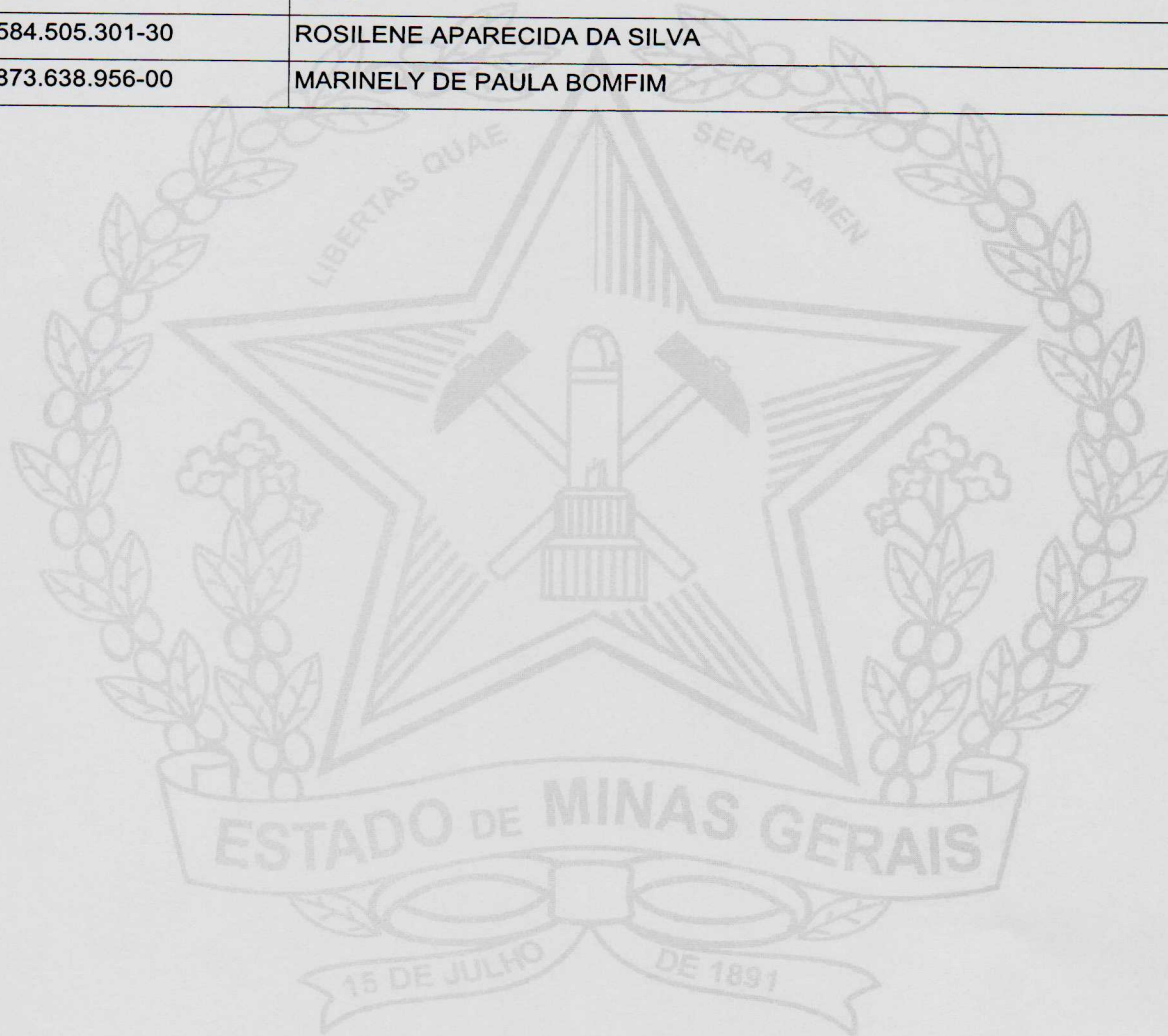 584.505.301-30 ROSILENE APARECIDA DA SILVA
873.638.956-00 MARINELY DE PAULA BOMFIM
LIBERTAS QUAE SERA TAMEN
ESTADO DE MINAS GERAIS
15 DE JULHO DE 1891